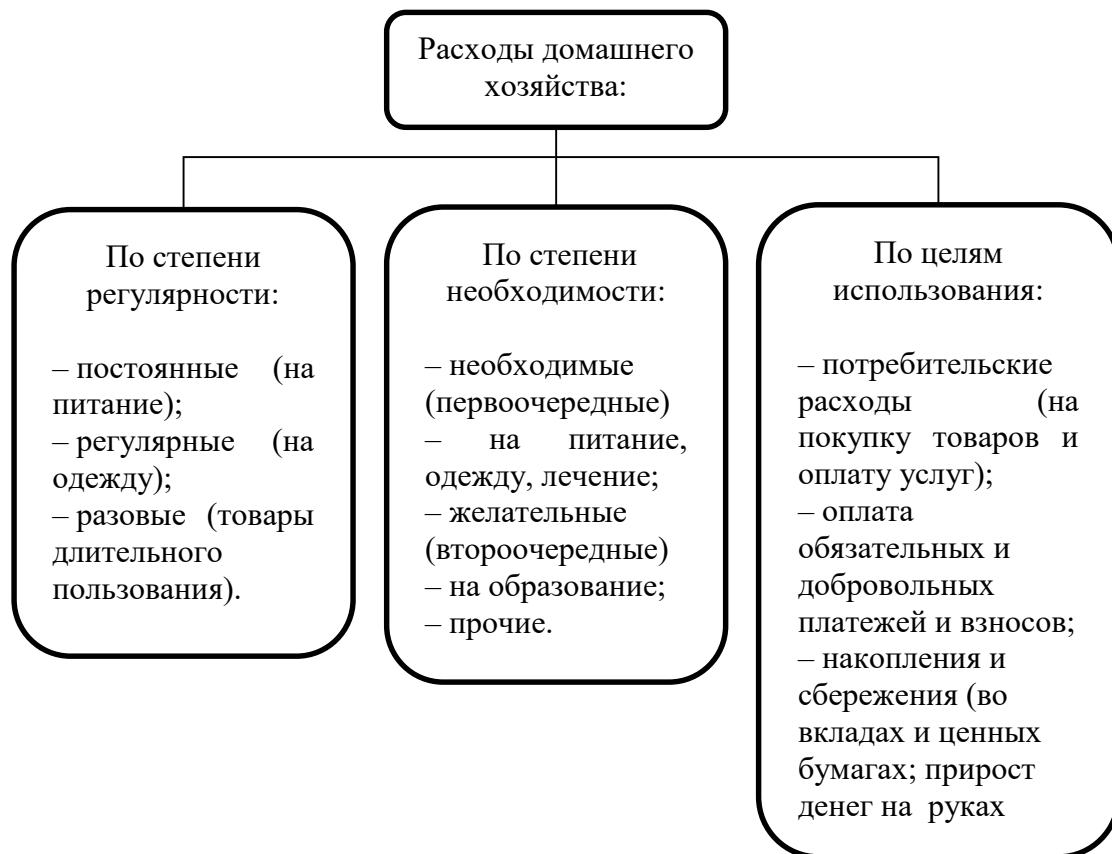 Расходы домашнего
хозяйства:
По степени
регулярности:
– постоянные (на
питание);
– регулярные (на
одежду);
– разовые (товары
длительного
пользования).
По степени
необходимости:
– необходимые
(первоочередные)
– на питание,
одежду, лечение;
– желательные
(второочередные)
– на образование;
– прочие.
По целям
использования:
– потребительские
расходы (на
покупку товаров и
оплату услуг);
– оплата
обязательных и
добровольных
платежей и взносов;
– накопления и
сбережения (во
вкладах и ценных
бумагах; прирост
денег на руках